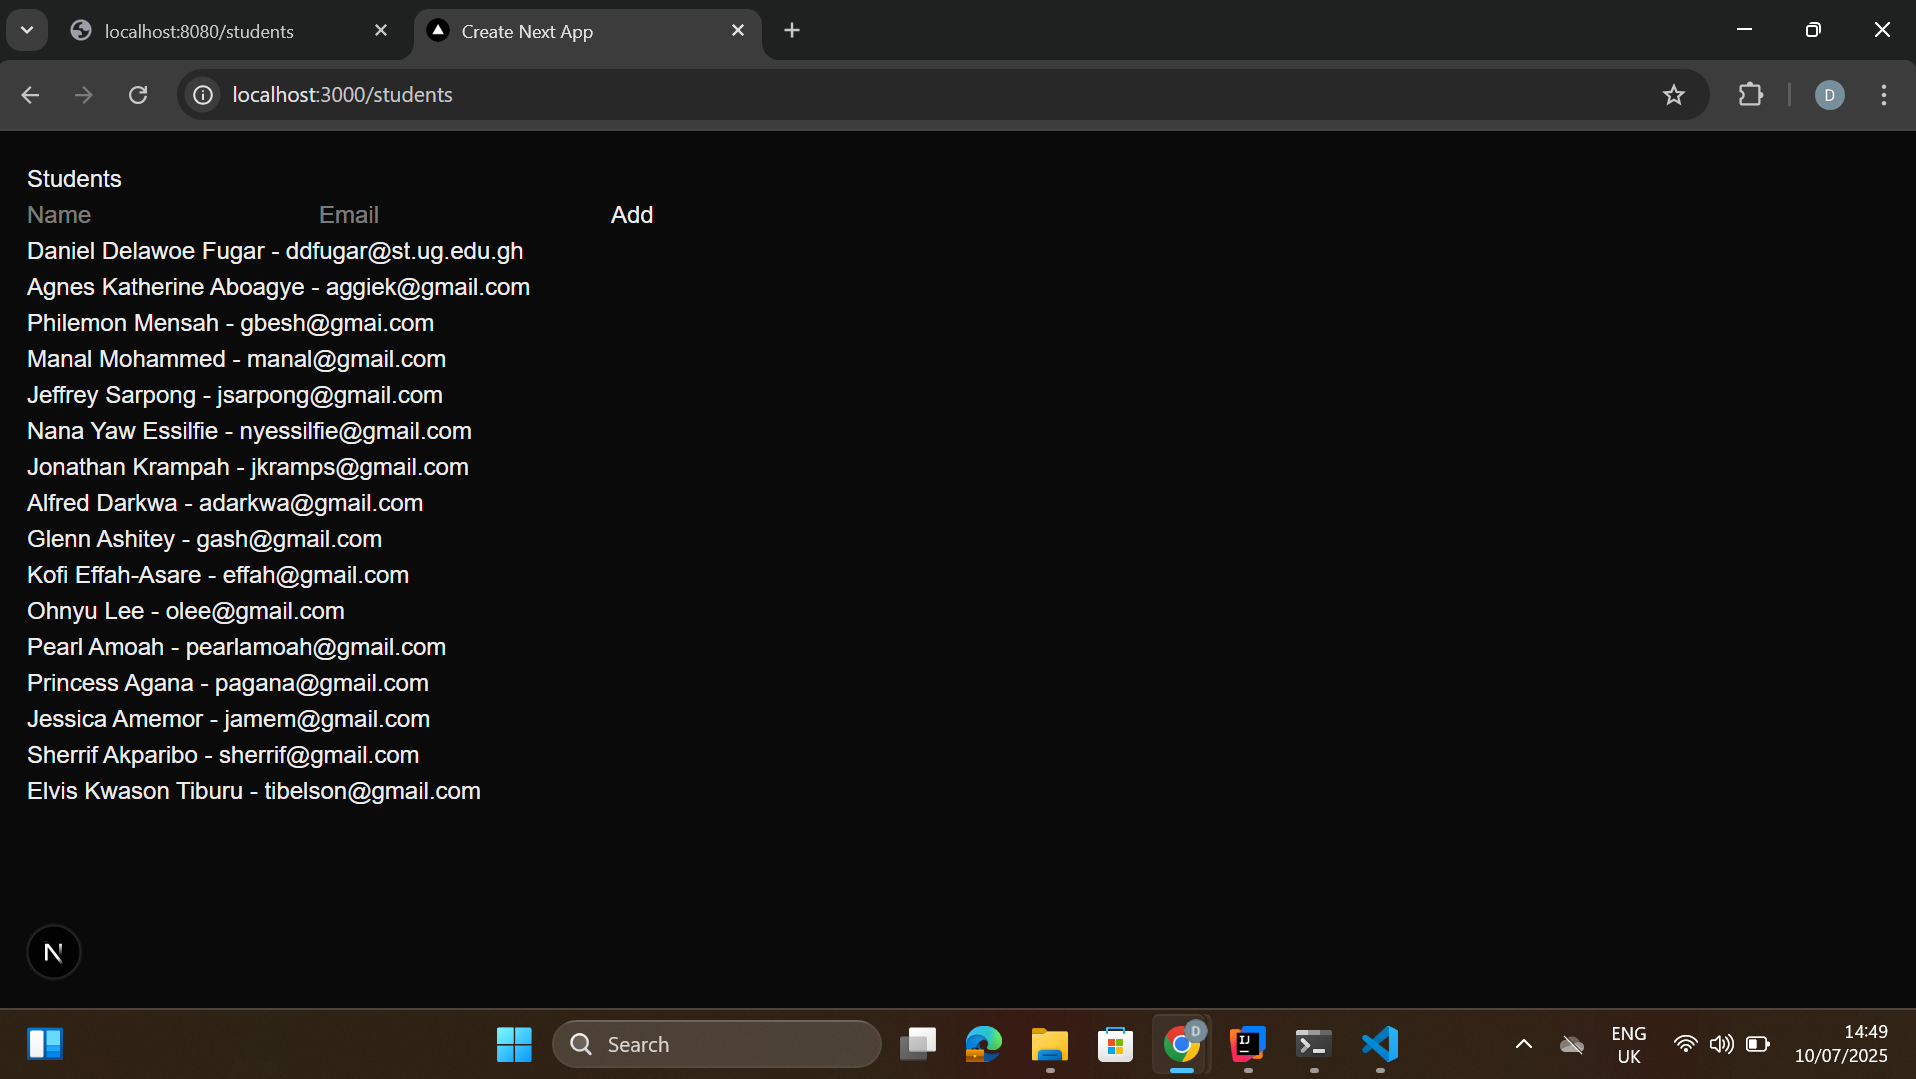 localhost:8080/students
Create Next App
localhost:3000/students
D
Students
Name Email Add
Daniel Delawoe Fugar - ddfugar@st.ug.edu.gh
Agnes Katherine Aboagye - aggiek@gmail.com
Philemon Mensah - gbesh@gmai.com
Manal Mohammed - manal@gmail.com
Jeffrey Sarpong - jsarpong@gmail.com
Nana Yaw Essilfie - nyessilfie@gmail.com
Jonathan Krampah - jkramps@gmail.com
Alfred Darkwa - adarkwa@gmail.com
Glenn Ashitey - gash@gmail.com
Kofi Effah-Asare - effah@gmail.com
Ohnyu Lee - olee@gmail.com
Pearl Amoah - pearlamoah@gmail.com
Princess Agana - pagana@gmail.com
Jessica Amemor - jamem@gmail.com
Sherrif Akparibo - sherrif@gmail.com
Elvis Kwason Tiburu - tibelson@gmail.com
N
Search
D
IJ
ENG
UK
14:49
10/07/2025